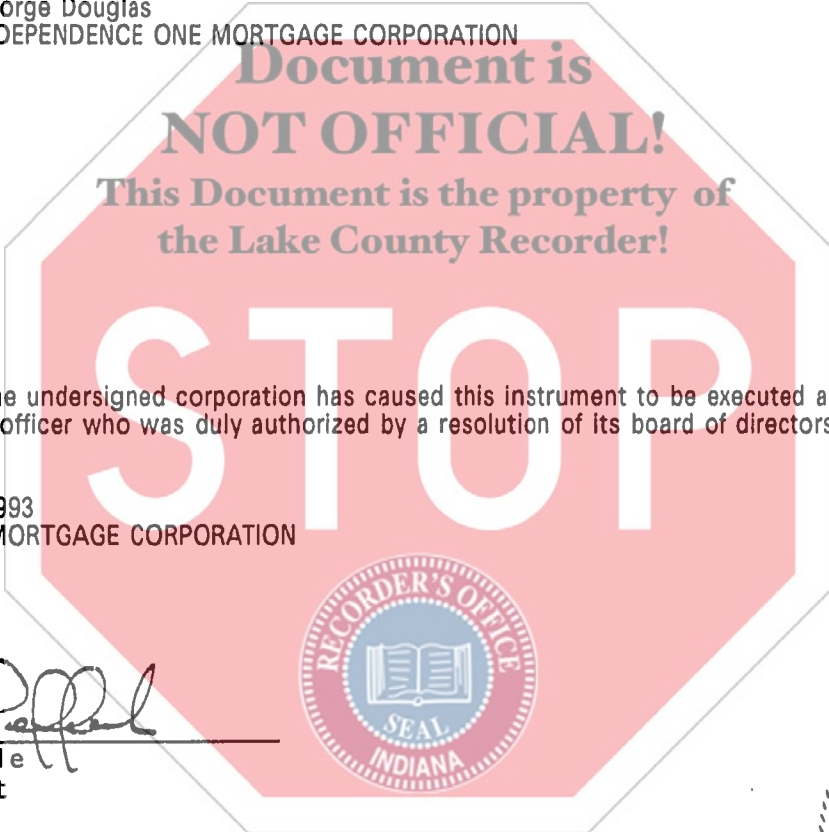 orge Douglas
DEPENDENCE ONE MORTGAGE CORPORATION
Document is
NOT OFFICIAL!
This Document is the property of
the Lake County Recorder!
STOP
e undersigned corporation has caused this instrument to be executed a
officer who was duly authorized by a resolution of its board of directors
993
MORTGAGE CORPORATION
RECORDER'S OFFICE
SEAL
INDIANA
le
t